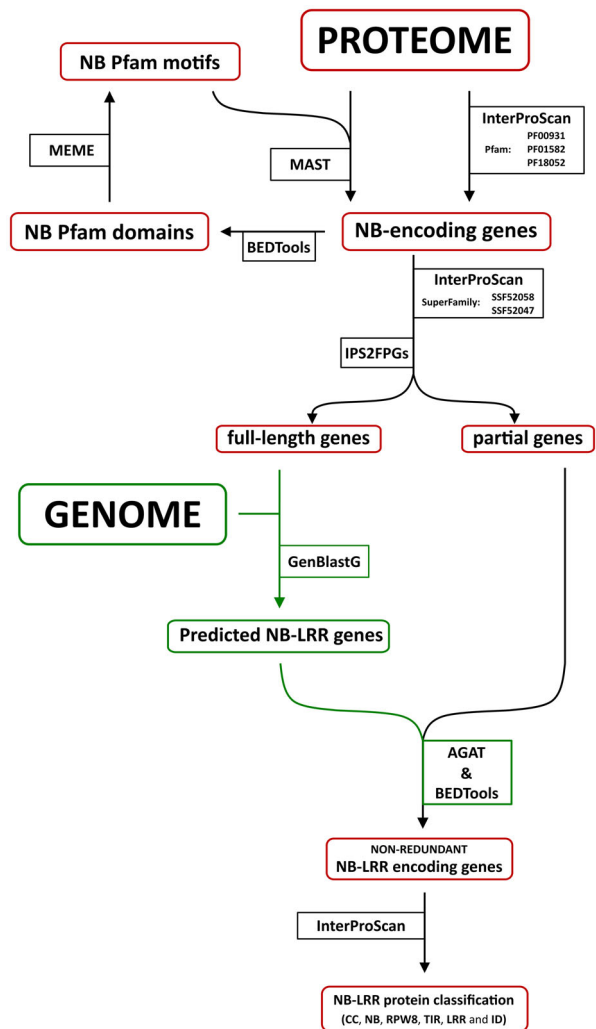 PROTEOME
NB Pfam motifs
InterProScan
PF00931
Pfam: PF01582
PF18052
MEME
MAST
NB Pfam domains
NB-encoding genes
BEDTools
InterProScan
SuperFamily: SSF52058
SSF52047
IPS2FPGs
full-length genes
partial genes
GENOME
GenBlastG
Predicted NB-LRR genes
AGAT
&
BEDTools
NON-REDUNDANT
NB-LRR encoding genes
InterProScan
NB-LRR protein classification
(CC, NB, RPW8, TIR, LRR and ID)